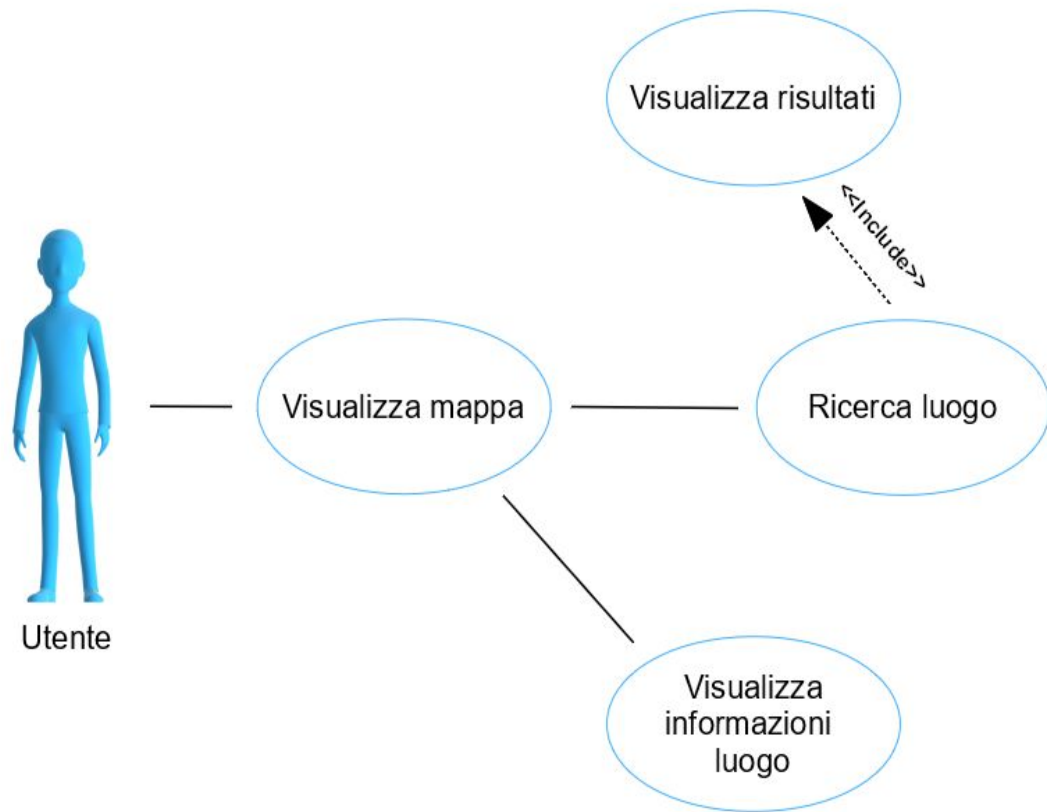 Visualizza risultati
<<Include>>
Visualizza mappa
Ricerca luogo
Utente
Visualizza
informazioni
luogo